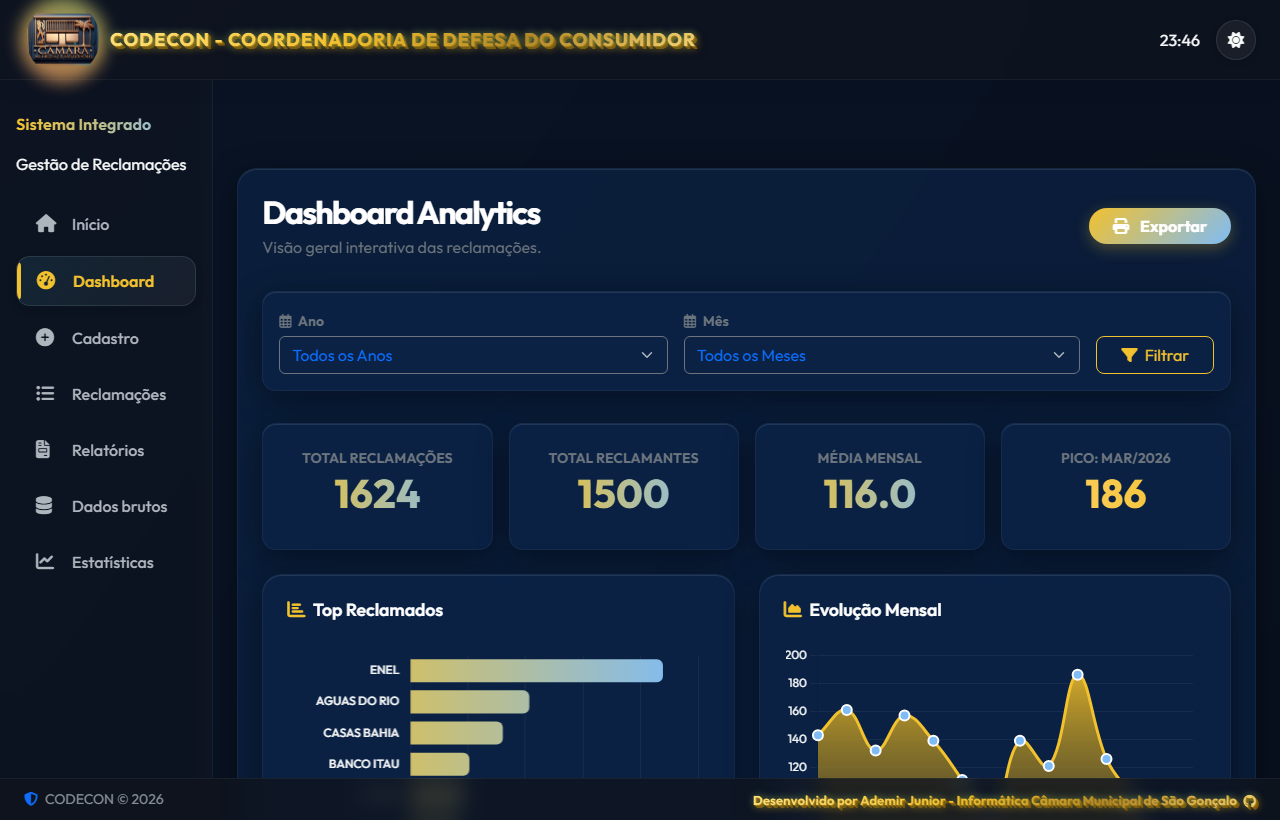 CÂMARA
CODECON - COORDENADORIA DE DEFESA DO CONSUMIDOR
23:46
Sistema Integrado
Gestão de Reclamações
Início
Dashboard
Cadastro
Reclamações
Relatórios
Dados brutos
Estatísticas
Dashboard Analytics
Visão geral interativa das reclamações.
Exportar
Ano
Todos os Anos
Mês
Todos os Meses
Filtrar
TOTAL RECLAMAÇÕES
1624
TOTAL RECLAMANTES
1500
MÉDIA MENSAL
116.0
PICO: MAR/2026
186
Top Reclamados
ENEL
AGUAS DO RIO
CASAS BAHIA
BANCO ITAU
Evolução Mensal
200
180
160
140
120
CODECON © 2026
Desenvolvido por Ademir Junior - Informática Câmara Municipal de São Gonçalo